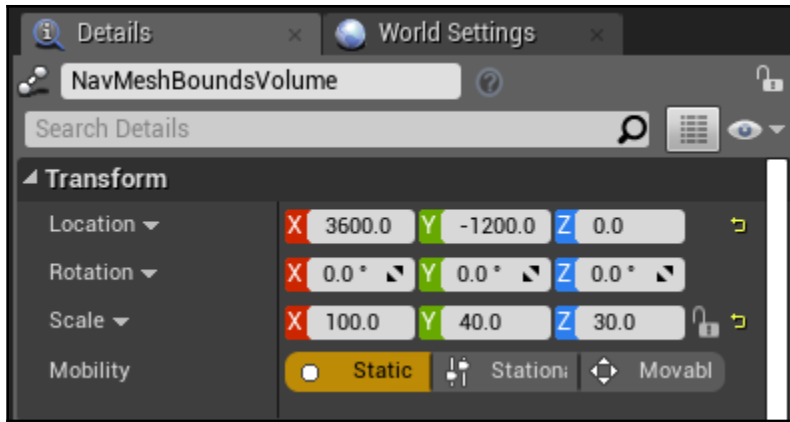 Details World Settings
NavMeshBoundsVolume
Search Details
Transform
Location X 3600.0 Y -1200.0 Z 0.0
Rotation X 0.0° Y 0.0° Z 0.0°
Scale X 100.0 Y 40.0 Z 30.0
Mobility Static Station Movabl